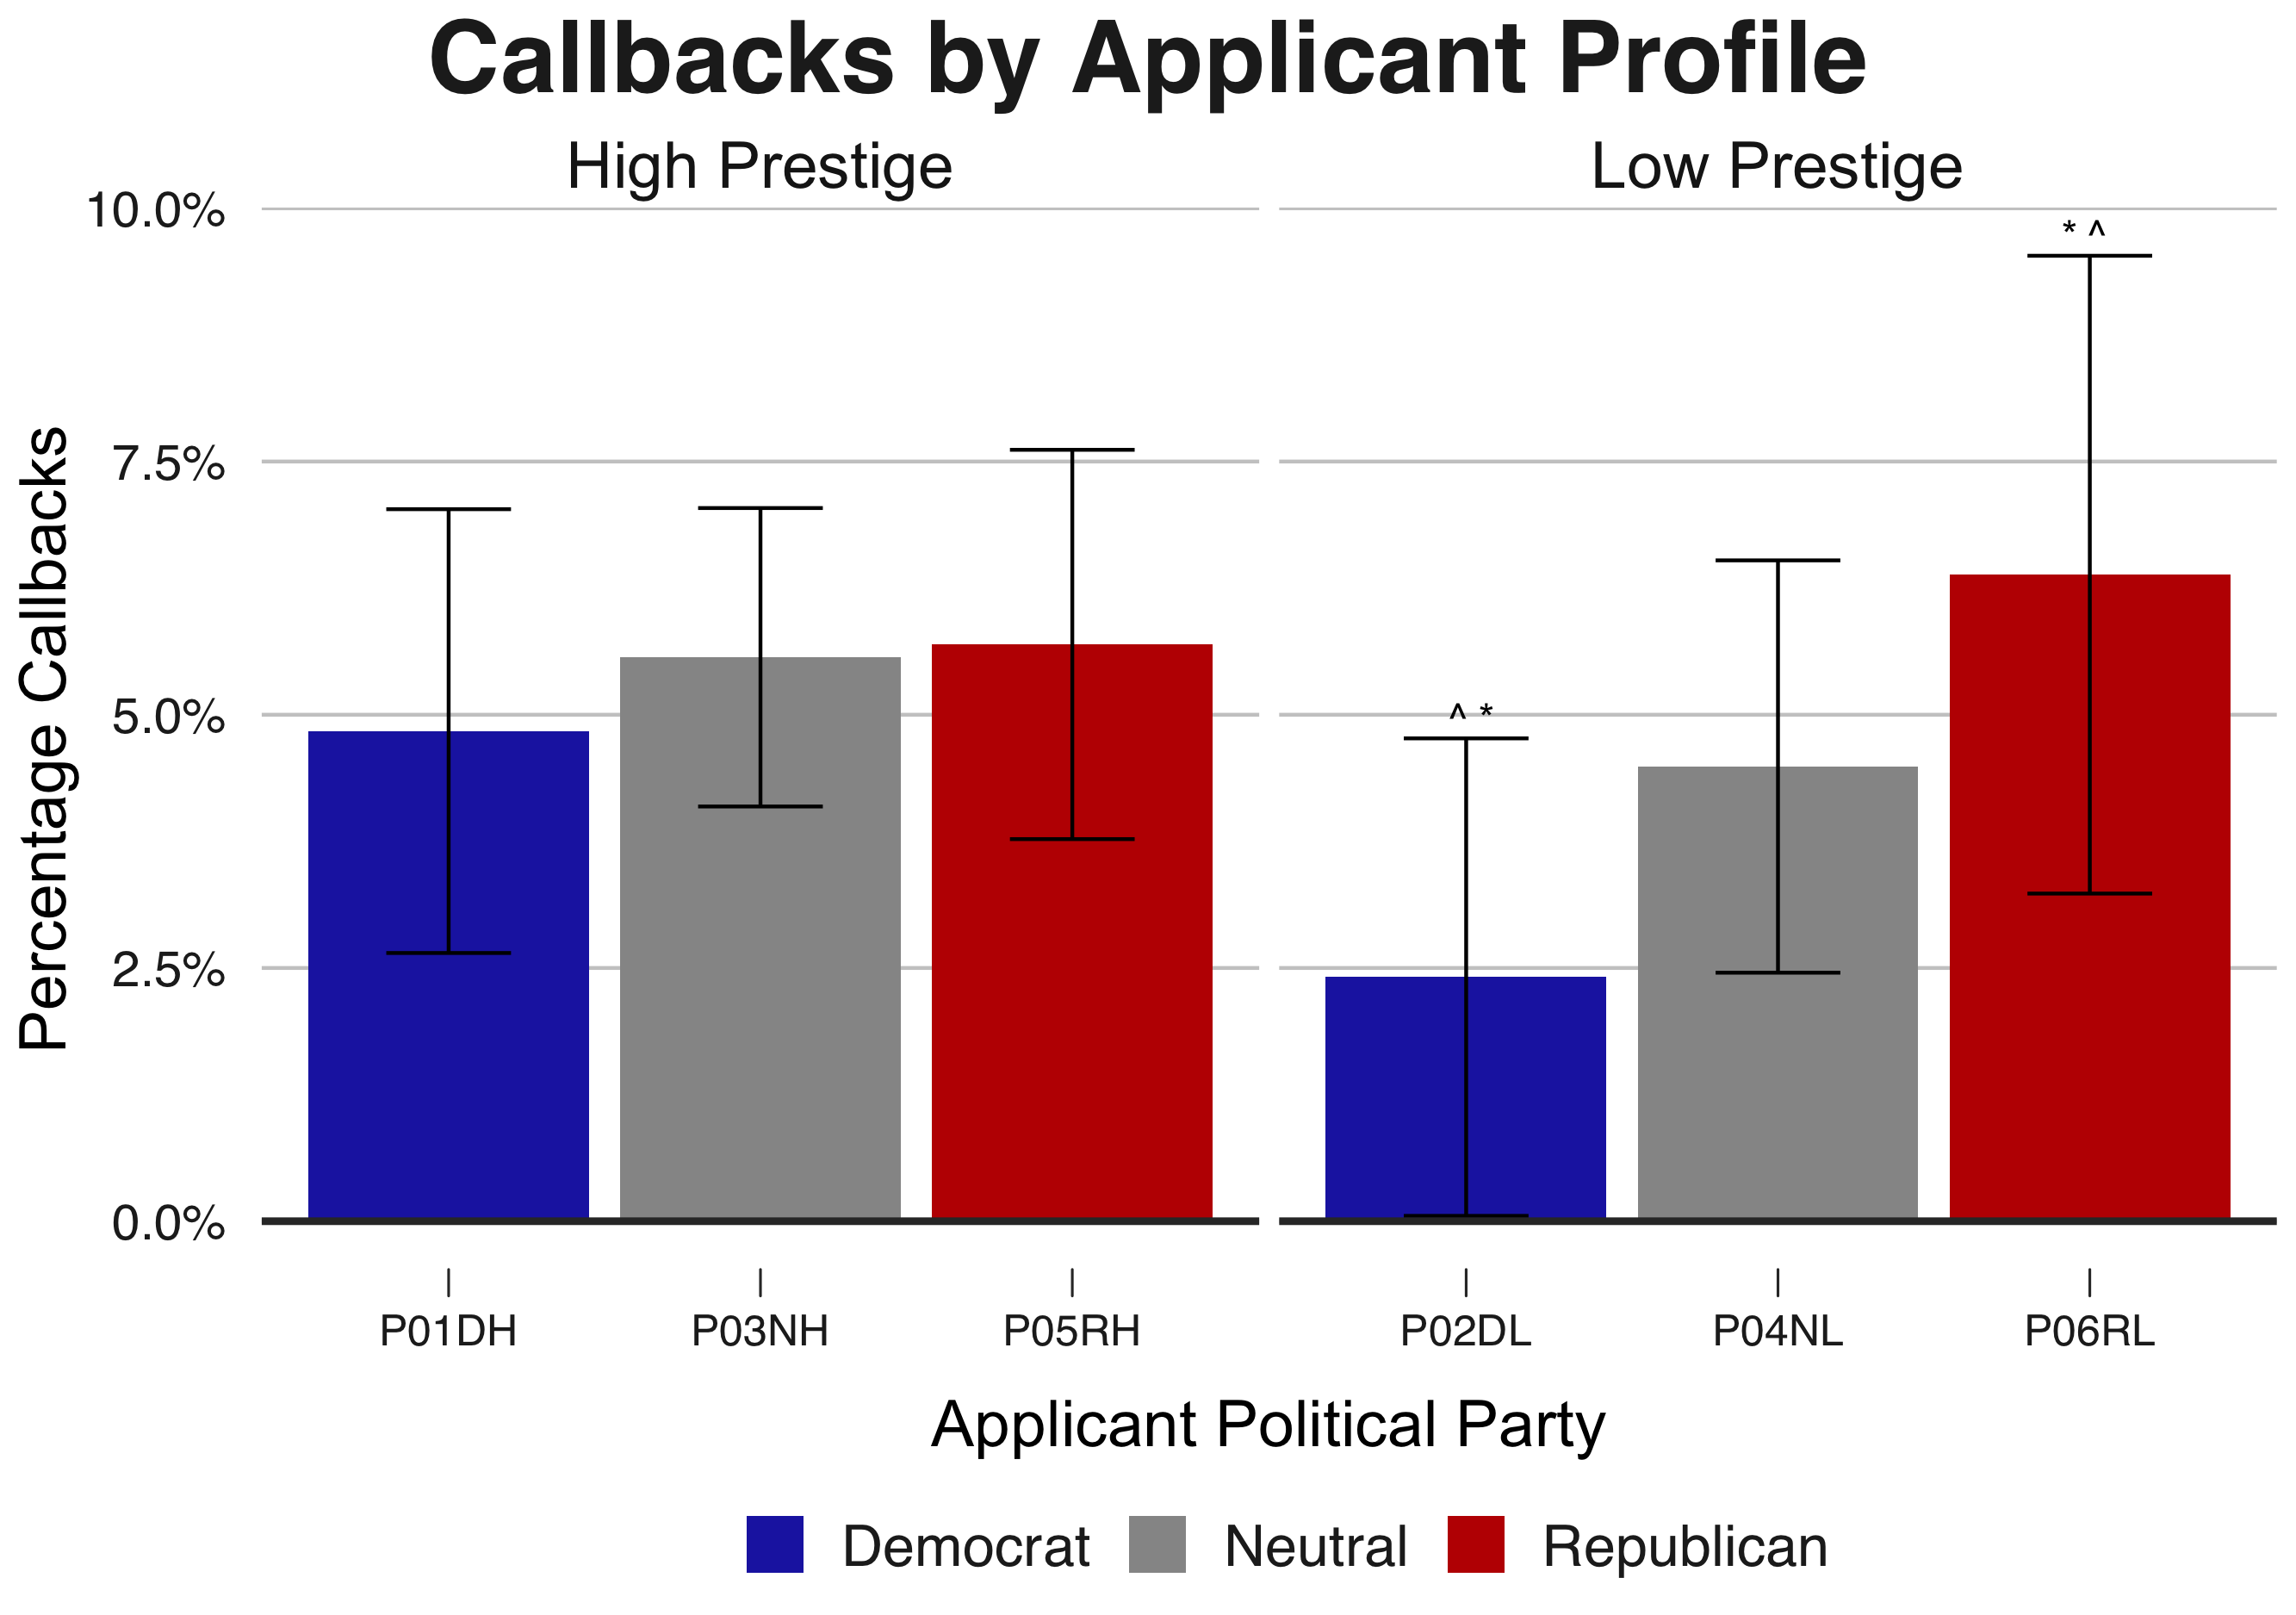 Callbacks by Applicant Profile
High Prestige
Low Prestige
10.0%
7.5%
5.0%
2.5%
0.0%
Percentage Callbacks
* ^
^ *
P01DH
P03NH
P05RH
P02DL
P04NL
P06RL
Applicant Political Party
Democrat
Neutral
Republican